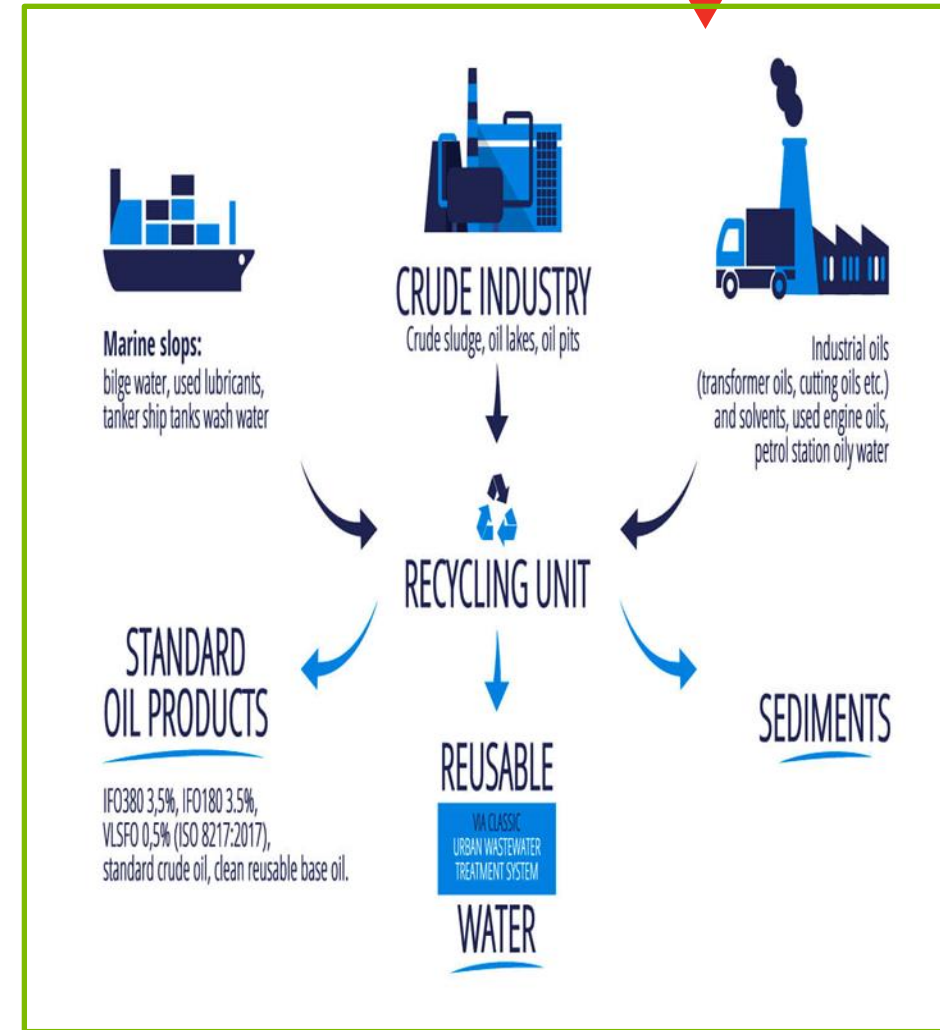 Marine slops:
bilge water, used lubricants,
tanker ship tanks wash water
CRUDE INDUSTRY
Crude sludge, oil lakes, oil pits
Industrial oils
(transformer oils, cutting oils etc.)
and solvents, used engine oils,
petrol station oily water
RECYCLING UNIT
STANDARD
OIL PRODUCTS
IFO380 3,5%, IFO180 3.5%,
VLSFO 0,5% (ISO 8217:2017),
standard crude oil, clean reusable base oil.
REUSABLE
VIA CLASSIC
URBAN WASTEWATER
TREATMENT SYSTEM
WATER
SEDIMENTS